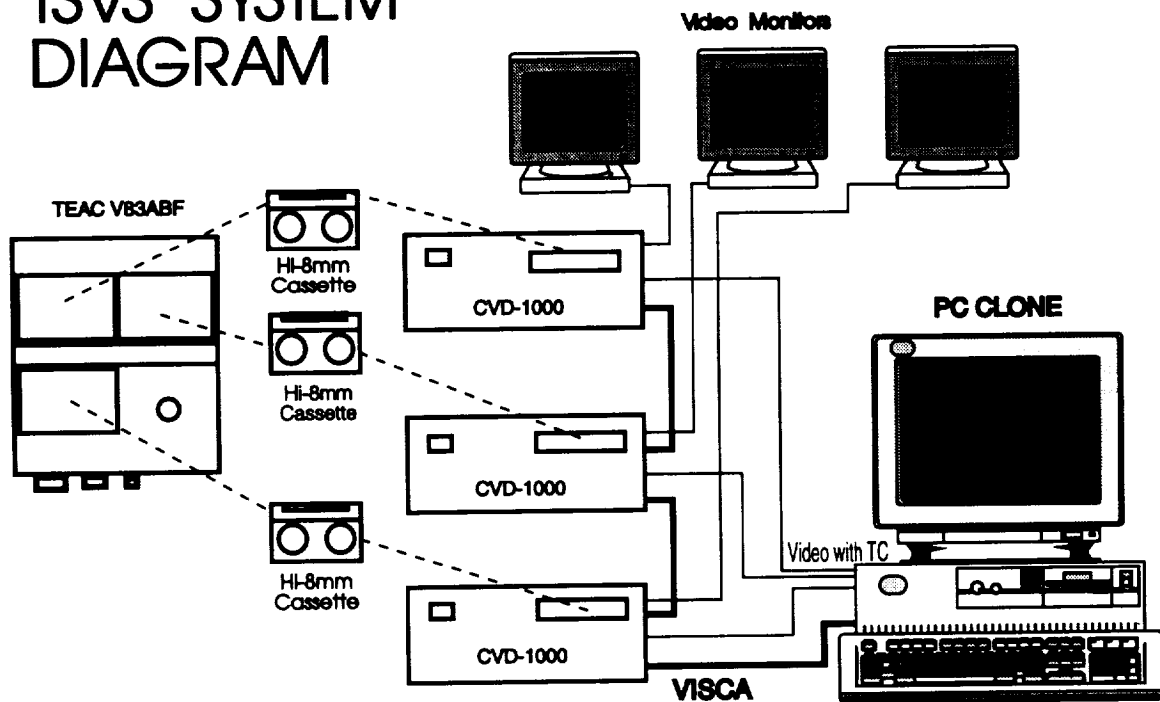 DIAGRAM
Video Monitors
TEAC V83ABF
Hi-8mm
Cassette
CVD-1000
PC CLONE
Hi-8mm
Cassette
CVD-1000
Video with TC
Hi-8mm
Cassette
CVD-1000
VISCA